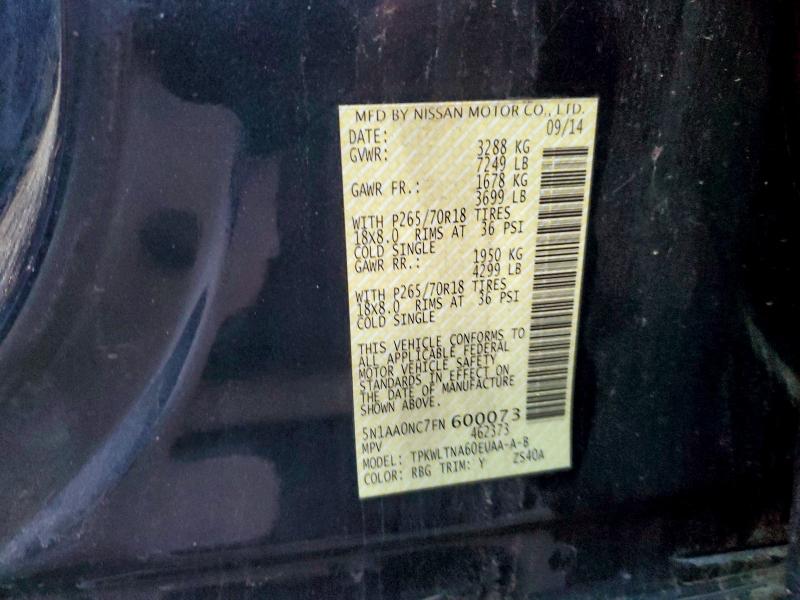 MFD BY NISSAN MOTOR CO., LTD.
DATE: 09/14
GVWR: 3288 KG
7249 LB
GAWR FR.: 1678 KG
3699 LB
WITH P265/70R18 TIRES
18X8.0 RIMS AT 36 PSI
COLD SINGLE
GAWR RR.: 1950 KG
4299 LB
WITH P265/70R18 TIRES
18X8.0 RIMS AT 36 PSI
COLD SINGLE
THIS VEHICLE CONFORMS TO
ALL APPLICABLE FEDERAL
MOTOR VEHICLE SAFETY
STANDARDS IN EFFECT ON
THE DATE OF MANUFACTURE
SHOWN ABOVE.
5N1AA0NC7FN 600073
MPV 462373
MODEL: TPKWLTNA60EUAA-A-B
COLOR: RBG TRIM: Y ZS40A